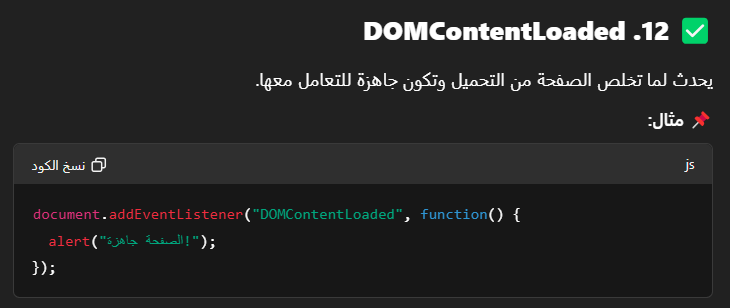 ✅ 12. DOMContentLoaded
يحدث لما تخلص الصفحة من التحميل وتكون جاهزة للتعامل معها.
📌 مثال:
js نسخ الكود
document.addEventListener("DOMContentLoaded", function() {
  alert("الصفحة جاهزة!");
});